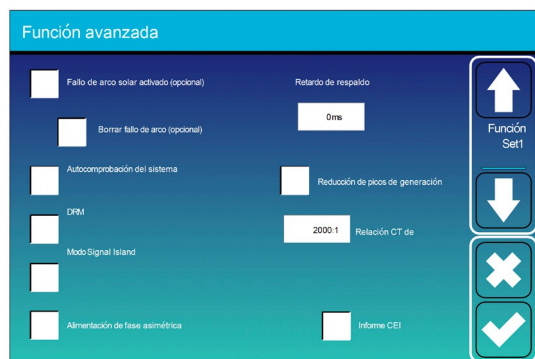 Función avanzada
Fallo de arco solar activado (opcional)
Retardo de respaldo
0ms
Borrar fallo de arco (opcional)
Función
Set1
Autocomprobación del sistema
Reducción de picos de generación
DRM
2000:1
Relación CT de
Modo Signal Island
Alimentación de fase asimétrica
Informe CEI